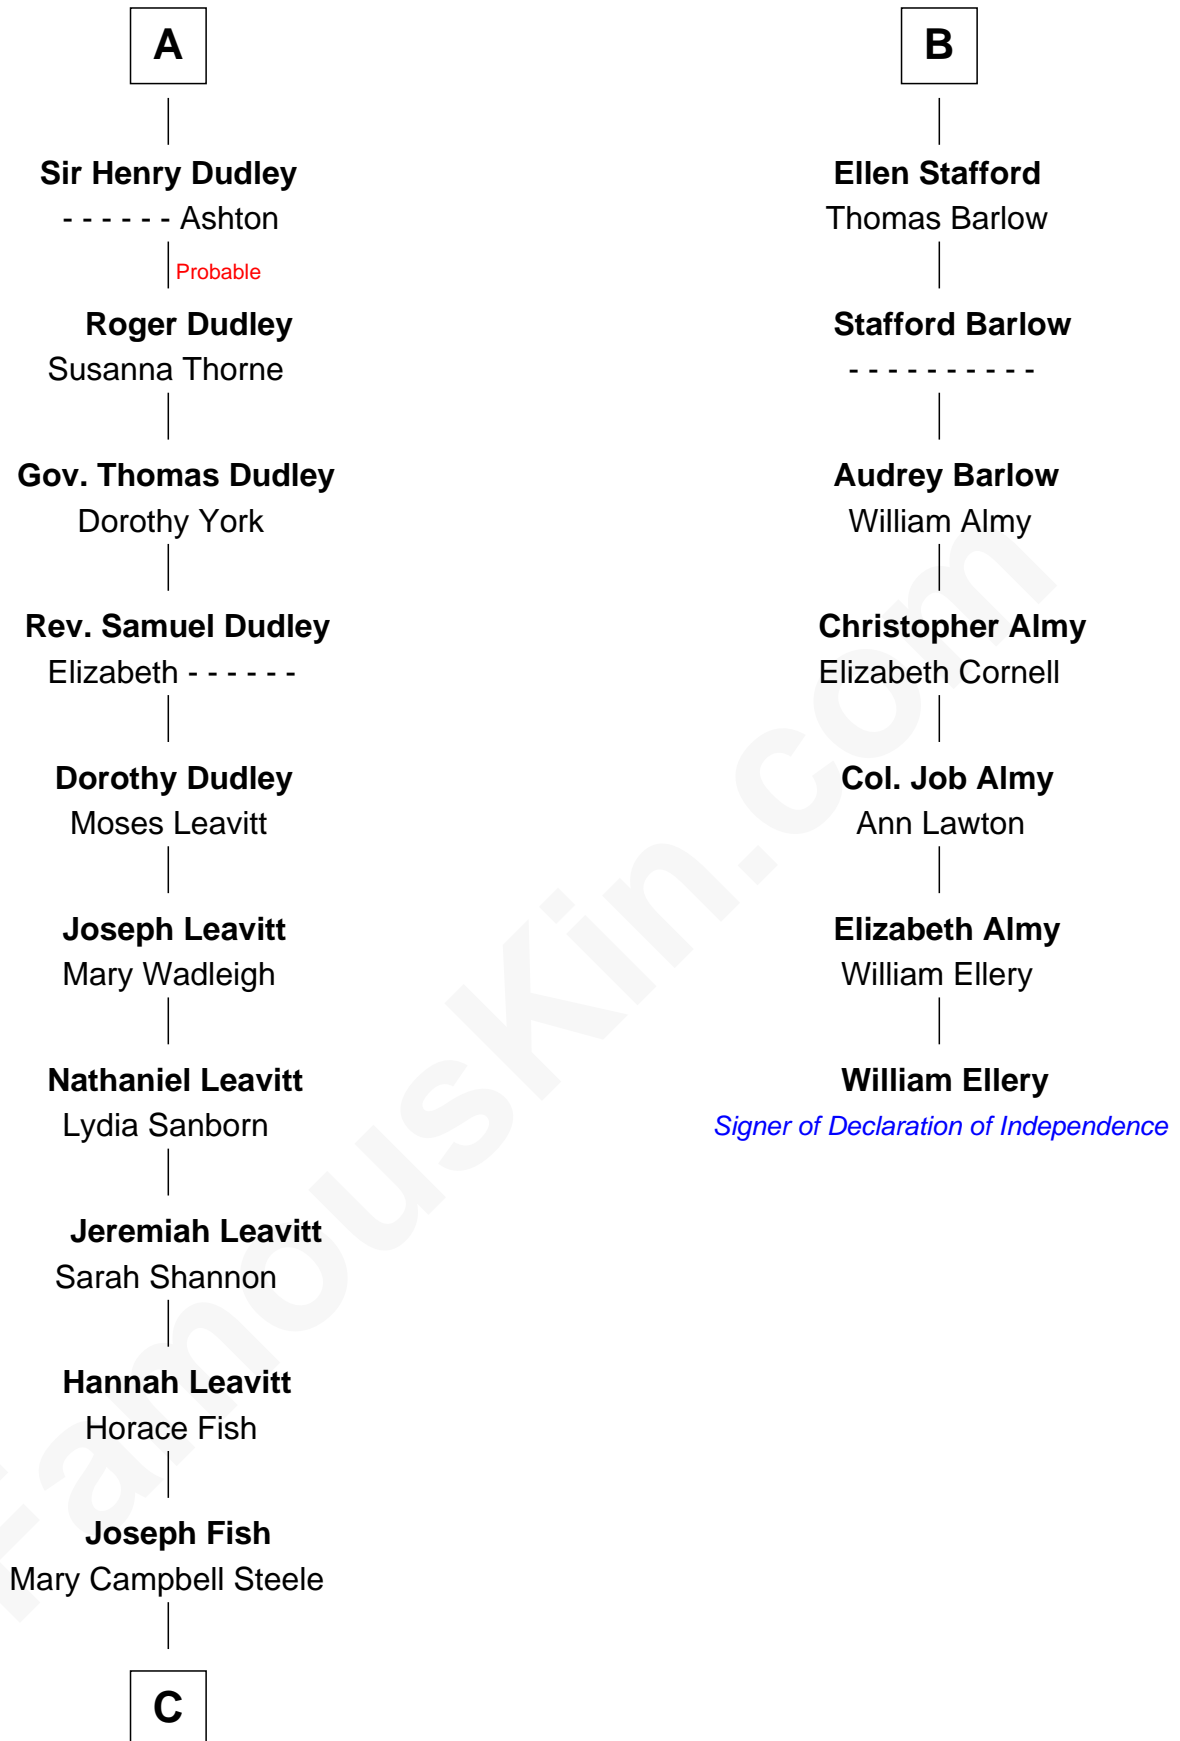 A
Sir Henry Dudley
- - - - - - Ashton
Probable
Roger Dudley
Susanna Thorne
Gov. Thomas Dudley
Dorothy York
Rev. Samuel Dudley
Elizabeth - - - - - -
Dorothy Dudley
Moses Leavitt
Joseph Leavitt
Mary Wadleigh
Nathaniel Leavitt
Lydia Sanborn
Jeremiah Leavitt
Sarah Shannon
Hannah Leavitt
Horace Fish
Joseph Fish
Mary Campbell Steele
C
B
Ellen Stafford
Thomas Barlow
Stafford Barlow
- - - - - - - - - -
Audrey Barlow
William Almy
Christopher Almy
Elizabeth Cornell
Col. Job Almy
Ann Lawton
Elizabeth Almy
William Ellery
William Ellery
Signer of Declaration of Independence
FamousKin.com